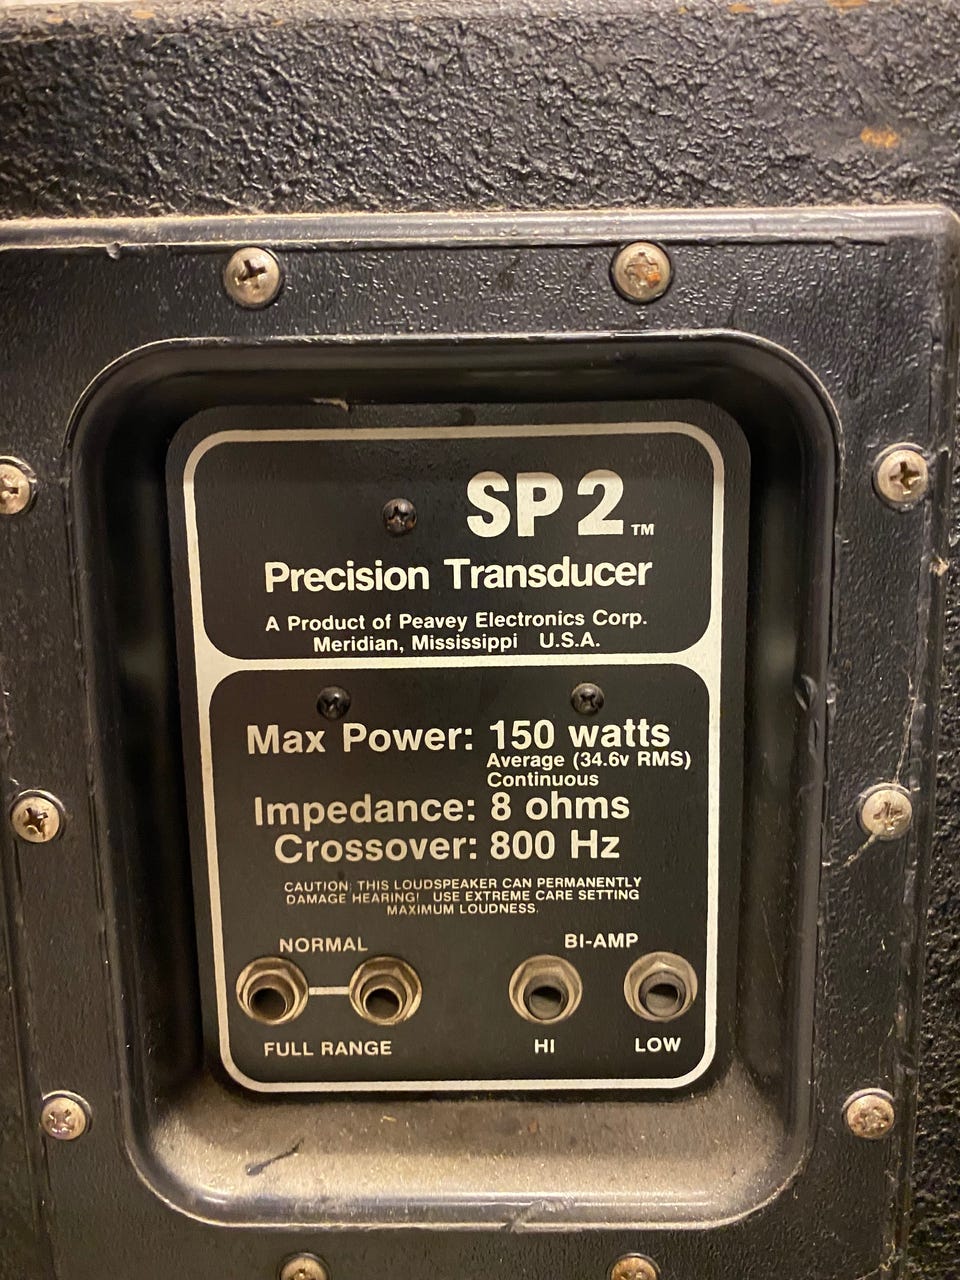 SP2™
Precision Transducer
A Product of Peavey Electronics Corp.
Meridian, Mississippi U.S.A.
Max Power: 150 watts
Average (34.6v RMS)
Continuous
Impedance: 8 ohms
Crossover: 800 Hz
CAUTION: THIS LOUDSPEAKER CAN PERMANENTLY
DAMAGE HEARING! USE EXTREME CARE SETTING
MAXIMUM LOUDNESS.
NORMAL BI-AMP
FULL RANGE HI LOW